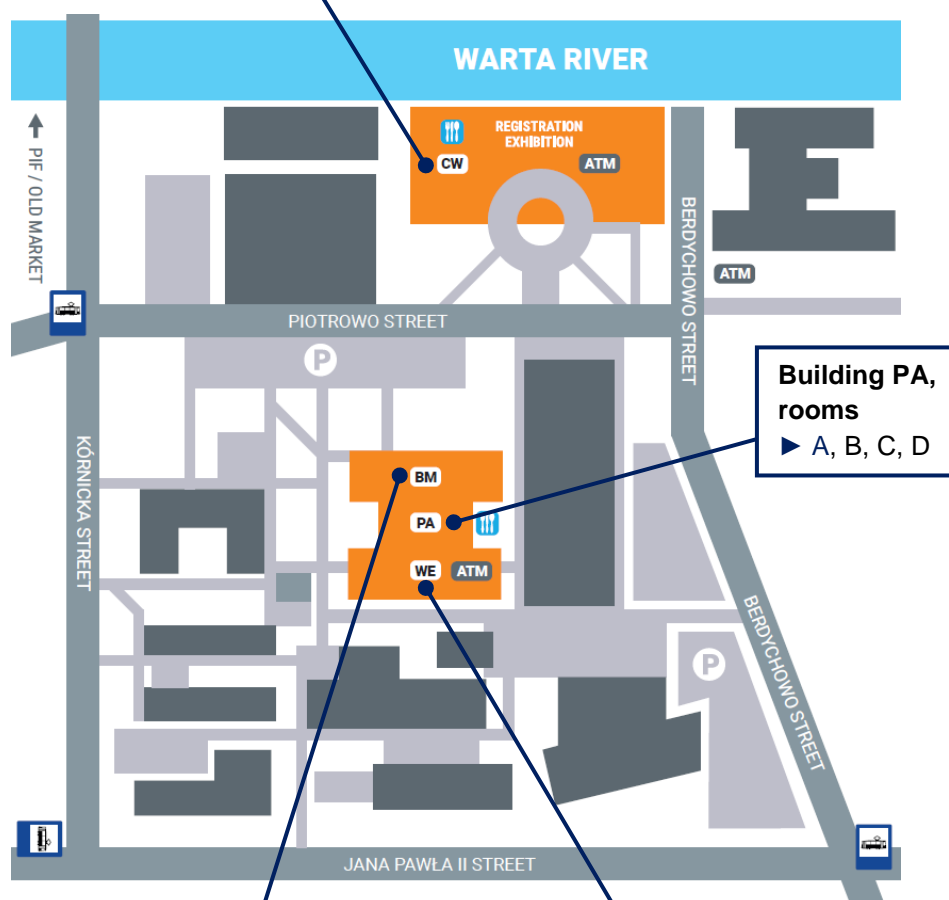 WARTA RIVER
PIF / OLD MARKET
REGISTRATION
EXHIBITION
CW
ATM
BERDYCHOWO STREET
ATM
PIOTROWO STREET
P
Building PA,
rooms
► A, B, C, D
KÓRNICKA STREET
BM
PA
WE
ATM
BERDYCHOWO STREET
P
JANA PAWŁA II STREET